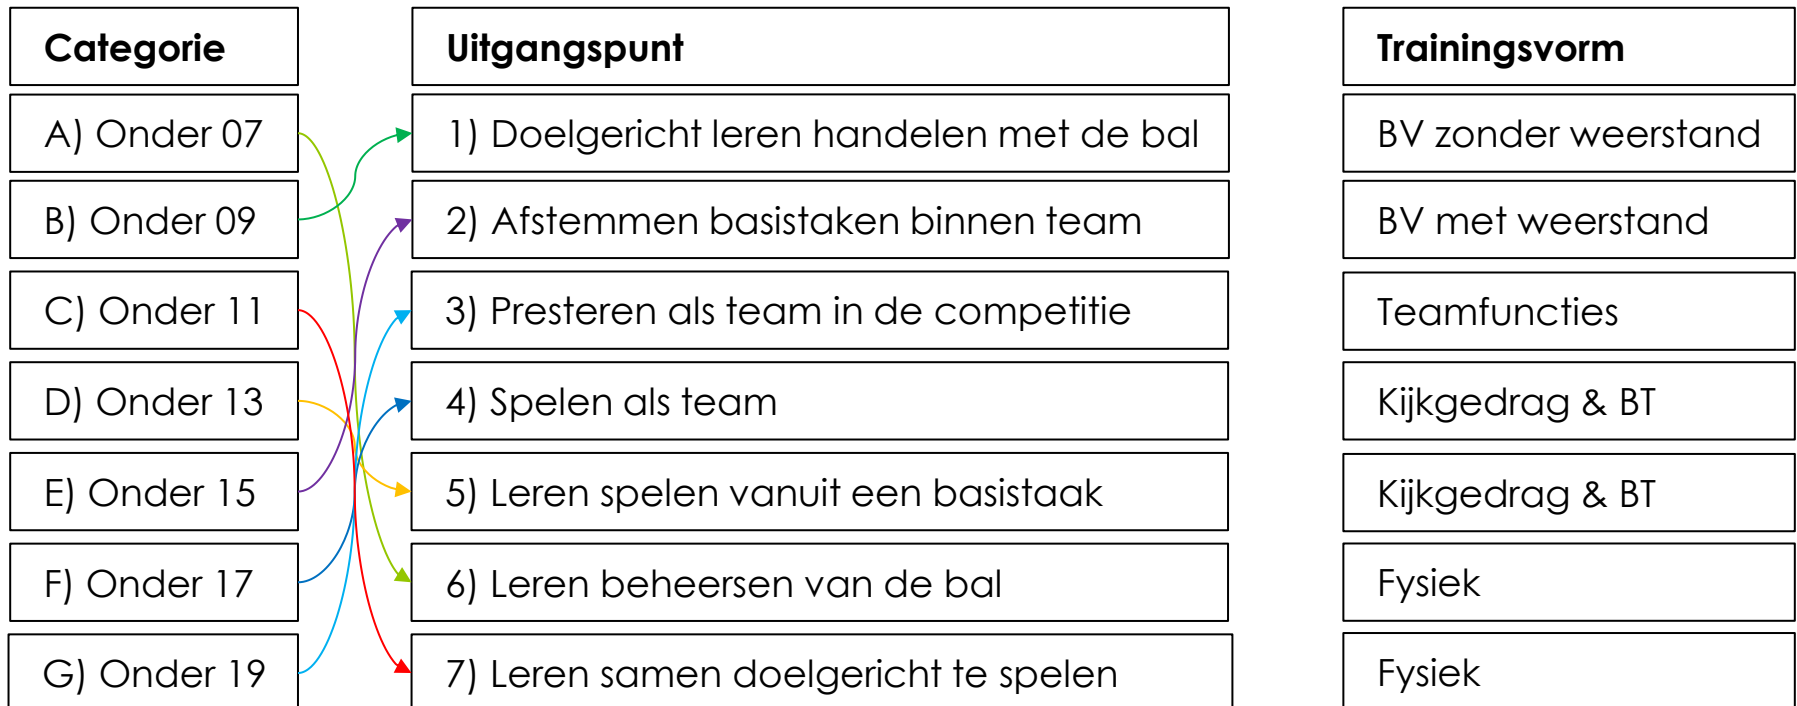 Categorie Uitgangspunt Trainingsvorm
A) Onder 07 1) Doelgericht leren handelen met de bal BV zonder weerstand
B) Onder 09 2) Afstemmen basistaken binnen team BV met weerstand
C) Onder 11 3) Presteren als team in de competitie Teamfuncties
D) Onder 13 4) Spelen als team Kijkgedrag & BT
E) Onder 15 5) Leren spelen vanuit een basistaak Kijkgedrag & BT
F) Onder 17 6) Leren beheersen van de bal Fysiek
G) Onder 19 7) Leren samen doelgericht te spelen Fysiek